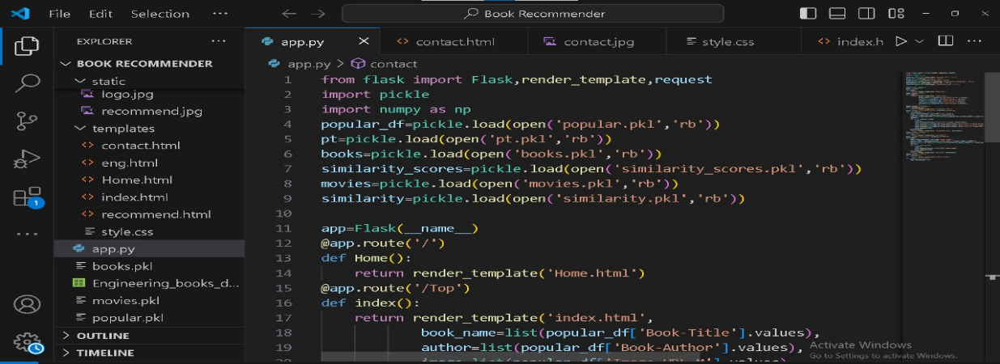 File Edit Selection ··· Book Recommender
EXPLORER ···
BOOK RECOMMENDER
static
logo.jpg
recommend.jpg
templates
contact.html
eng.html
Home.html
index.html
recommend.html
style.css
app.py
books.pkl
Engineering_books_d...
movies.pkl
popular.pkl
OUTLINE
TIMELINE
1
app.py contact.html contact.jpg style.css index.h ···
app.py > contact
1 from flask import Flask,render_template,request
2 import pickle
3 import numpy as np
4 popular_df=pickle.load(open('popular.pkl','rb'))
5 pt=pickle.load(open('pt.pkl','rb'))
6 books=pickle.load(open('books.pkl','rb'))
7 similarity_scores=pickle.load(open('similarity_scores.pkl','rb'))
8 movies=pickle.load(open('movies.pkl','rb'))
9 similarity=pickle.load(open('similarity.pkl','rb'))
10
11 app=Flask(__name__)
12 @app.route('/')
13 def Home():
14 return render_template('Home.html')
15 @app.route('/Top')
16 def index():
17 return render_template('index.html',
18 book_name=list(popular_df['Book-Title'].values),
19 author=list(popular_df['Book-Author'].values),
Activate Windows
Go to Settings to activate Windows.